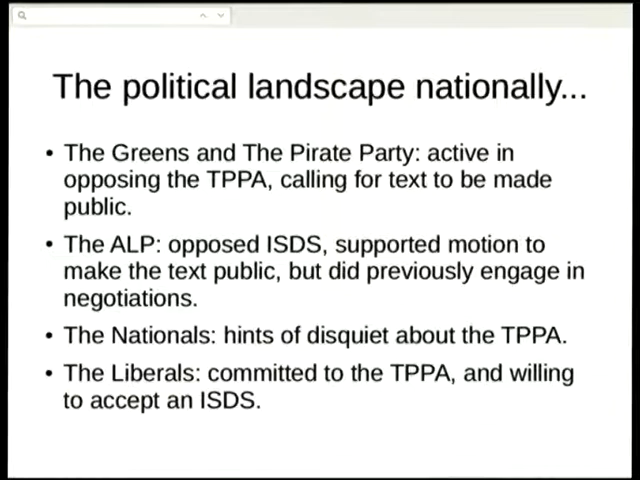 The political landscape nationally...
• The Greens and The Pirate Party: active in
opposing the TPPA, calling for text to be made
public.
• The ALP: opposed ISDS, supported motion to
make the text public, but did previously engage in
negotiations.
• The Nationals: hints of disquiet about the TPPA.
• The Liberals: committed to the TPPA, and willing
to accept an ISDS.